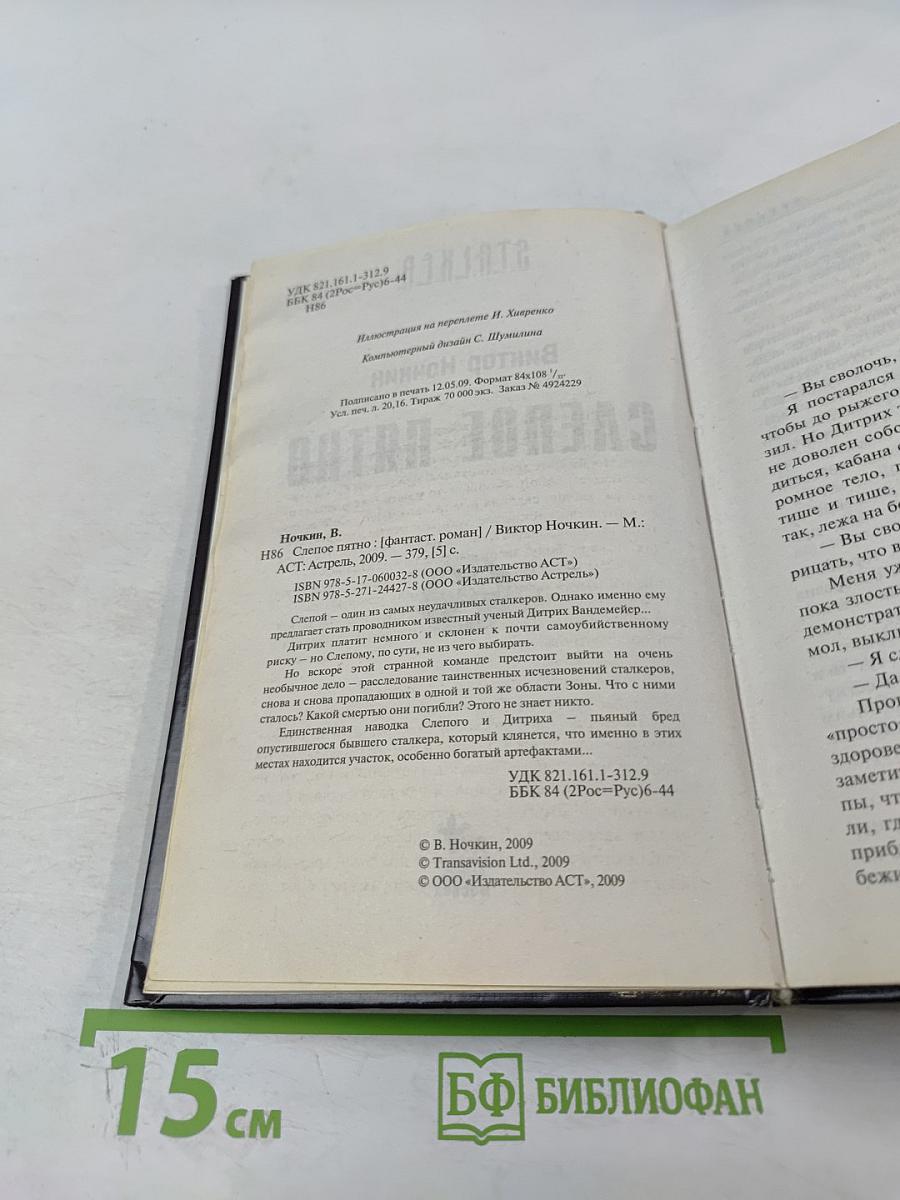 УДК 821.161.1-312.9
ББК 84 (2Рос=Рус)6-44
Н86
Иллюстрация на переплете И. Хивренко
Компьютерный дизайн С. Шумилина
Подписано в печать 12.05.09. Формат 84x108 1/32.
Усл. печ. л. 20,16. Тираж 70 000 экз. Заказ № 4924229
Ночкин, В.
Н86 Слепое пятно : [фантаст. роман] / Виктор Ночкин. — М.:
АСТ: Астрель, 2009. — 379, [5] с.
ISBN 978-5-17-060032-8 (ООО «Издательство АСТ»)
ISBN 978-5-271-24427-8 (ООО «Издательство Астрель»)
Слепой — один из самых неудачливых сталкеров. Однако именно ему
предлагает стать проводником известный ученый Дитрих Вандемейер...
Дитрих платит немного и склонен к почти самоубийственному
риску — но Слепому, по сути, не из чего выбирать.
Но вскоре этой странной команде предстоит выйти на очень
необычное дело — расследование таинственных исчезновений сталкеров,
снова и снова пропадающих в одной и той же области Зоны. Что с ними
сталось? Какой смертью они погибли? Этого не знает никто.
Единственная наводка Слепого и Дитриха — пьяный бред
опустившегося бывшего сталкера, который клянется, что именно в этих
местах находится участок, особенно богатый артефактами...
УДК 821.161.1-312.9
ББК 84 (2Рос=Рус)6-44
© В. Ночкин, 2009
© Transavision Ltd., 2009
© ООО «Издательство АСТ», 2009
— Вы сволочь,
Я постарался
чтобы до рыжего
зил. Но Дитрих
не доволен собо
диться, кабана
ромное тело,
тише и тише,
так, лежа на бо
— Вы сво
рицать, что в
Меня уж
пока злость
демонстрат
мол, выкл
— Я с
— Да
Прои
«просто
здорове
замети
пы, чт
ли, гд
приб
бежи
15 см
БФ БИБЛИОФАН